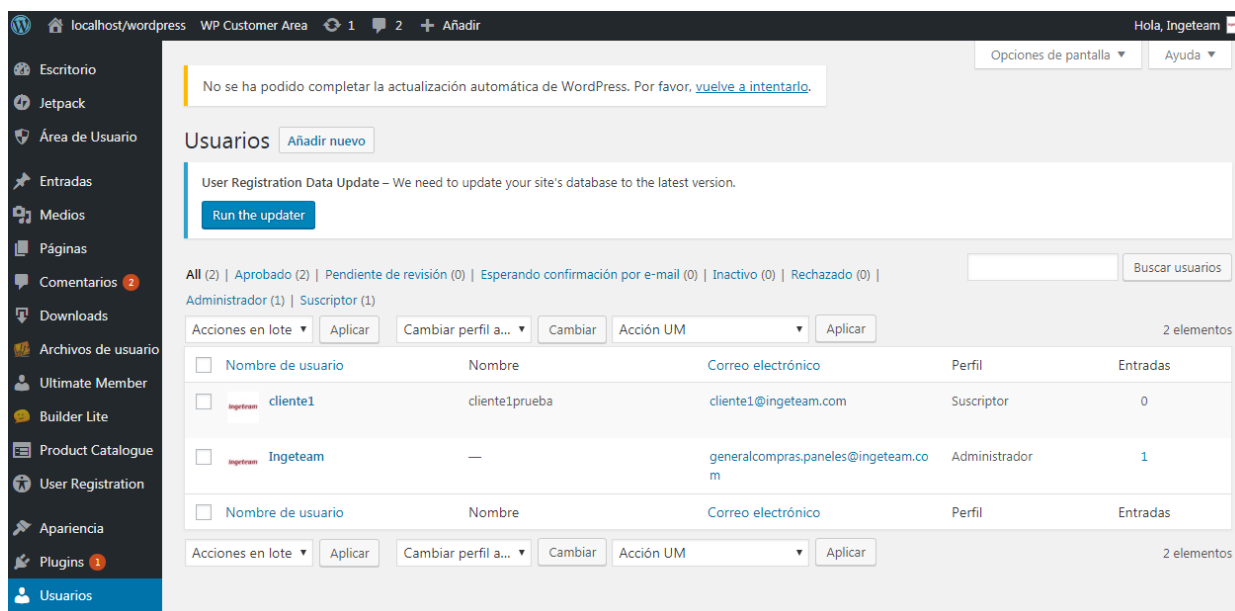 localhost/wordpress WP Customer Area 1 2 Añadir Hola, Ingeteam
Opciones de pantalla Ayuda
Escritorio
Jetpack
Área de Usuario
Entradas
Medios
Páginas
Comentarios 2
Downloads
Archivos de usuario
Ultimate Member
Builder Lite
Product Catalogue
User Registration
Apariencia
Plugins 1
Usuarios
No se ha podido completar la actualización automática de WordPress. Por favor, vuelve a intentarlo.
Usuarios Añadir nuevo
User Registration Data Update – We need to update your site's database to the latest version.
Run the updater
All (2) | Aprobado (2) | Pendiente de revisión (0) | Esperando confirmación por e-mail (0) | Inactivo (0) | Rechazado (0) |
Administrador (1) | Suscriptor (1)
Buscar usuarios
Acciones en lote Aplicar Cambiar perfil a... Cambiar Acción UM Aplicar 2 elementos
Nombre de usuario Nombre Correo electrónico Perfil Entradas
ingeteam cliente1 cliente1prueba cliente1@ingeteam.com Suscriptor 0
ingeteam Ingeteam — generalcompras.paneles@ingeteam.co Administrador 1
m
Nombre de usuario Nombre Correo electrónico Perfil Entradas
Acciones en lote Aplicar Cambiar perfil a... Cambiar Acción UM Aplicar 2 elementos